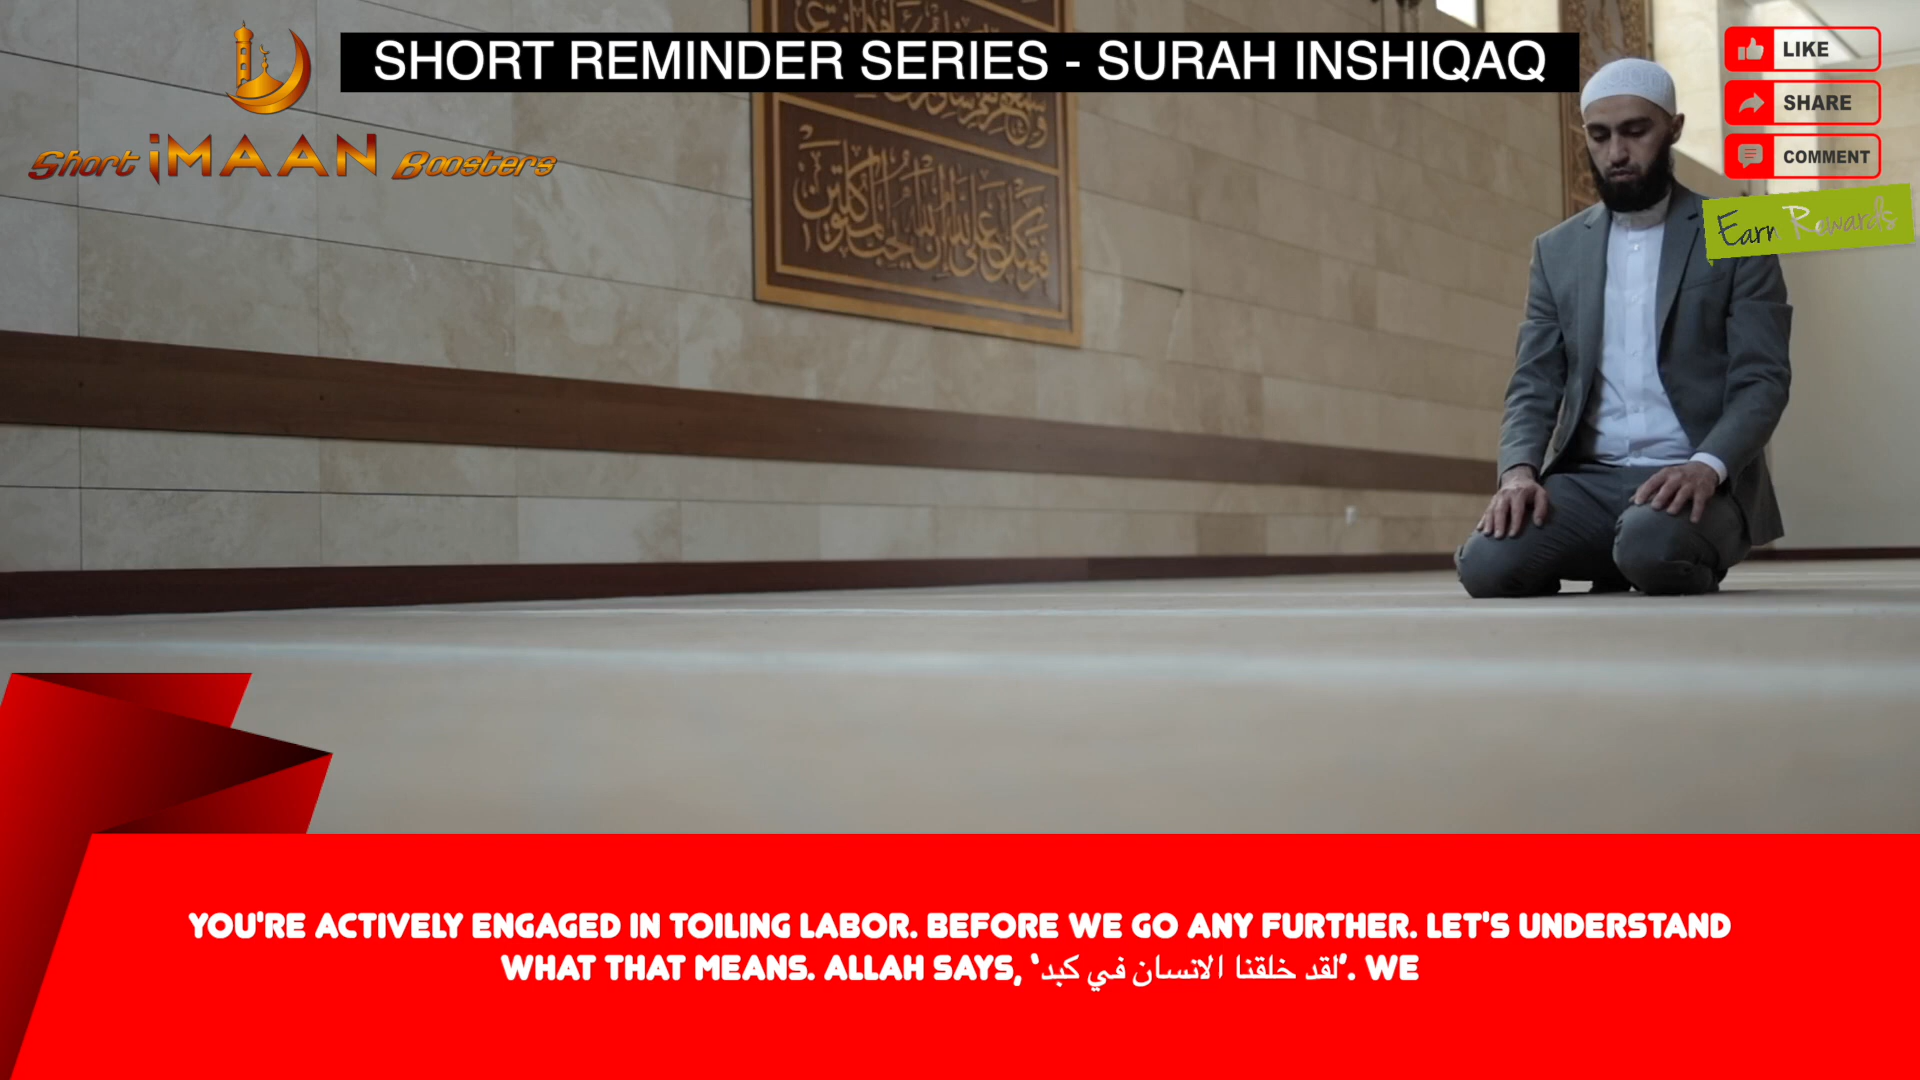 SHORT REMINDER SERIES - SURAH INSHIQAQ
Short iMAAN Boosters
LIKE
SHARE
COMMENT
Earn Rewards
YOU'RE ACTIVELY ENGAGED IN TOILING LABOR. BEFORE WE GO ANY FURTHER. LET'S UNDERSTAND
WHAT THAT MEANS. ALLAH SAYS, ‘لقد خلقنا الانسان في كبد’. WE